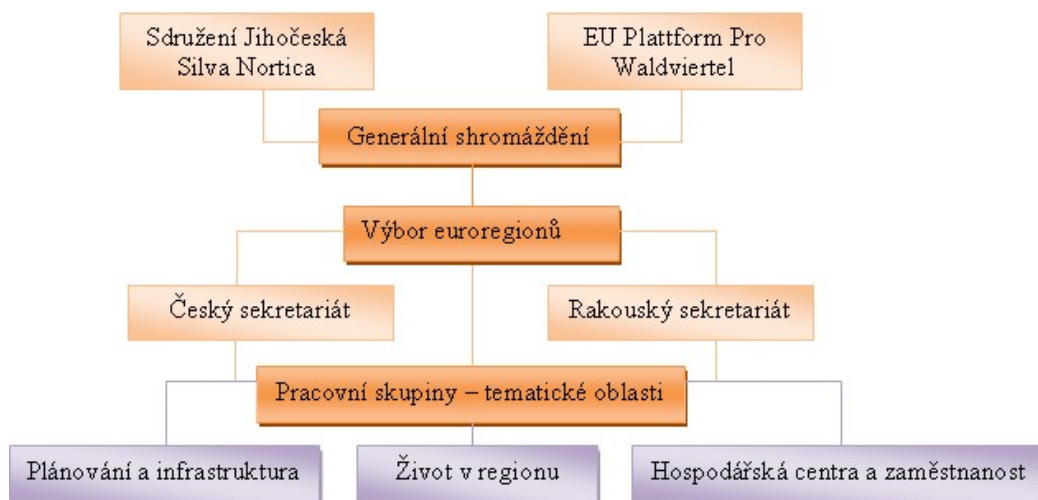 Sdružení Jihočeská
Silva Nortica
EU Plattform Pro
Waldviertel
Generální shromáždění
Výbor euroregionů
Český sekretariát
Rakouský sekretariát
Pracovní skupiny – tematické oblasti
Plánování a infrastruktura
Život v regionu
Hospodářská centra a zaměstnanost